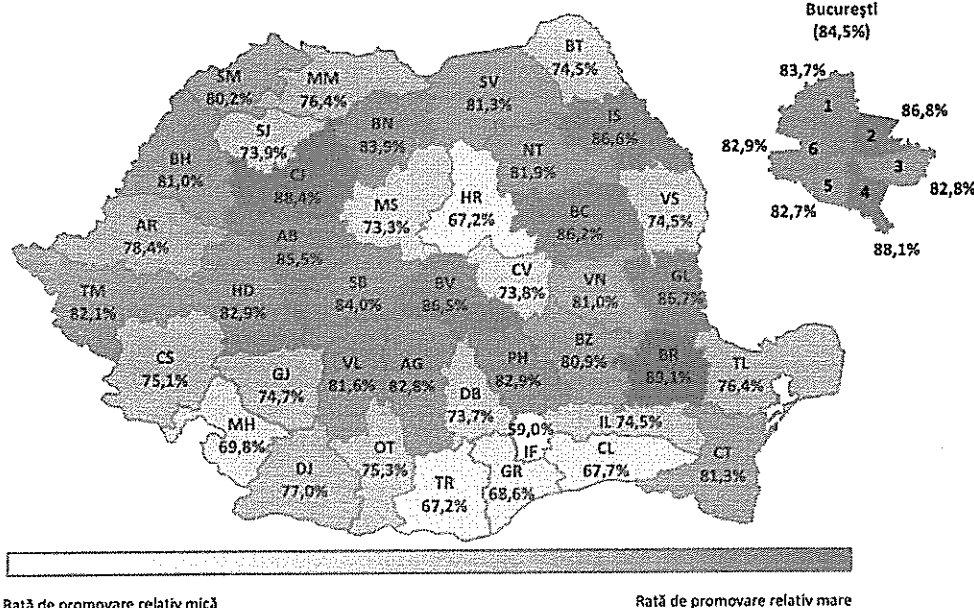 București
(84,5%)
83,7%
1
86,8%
2
82,9%
6
3
82,8%
5
4
82,7%
88,1%
BT
74,5%
SM
80,2%
MM
76,4%
SV
81,3%
SJ
73,9%
BN
83,9%
IS
86,6%
BH
81,0%
CJ
88,4%
NT
81,9%
MS
73,3%
HR
67,2%
BC
86,2%
VS
74,5%
AR
78,4%
AB
85,5%
CV
73,8%
TM
82,1%
HD
82,9%
SB
84,0%
BV
86,5%
VN
81,0%
GL
86,7%
CS
75,1%
GJ
74,7%
VL
81,6%
AG
82,8%
PH
82,9%
BZ
80,9%
BR
89,1%
TL
76,4%
DB
73,7%
MH
69,8%
OT
75,3%
59,0%
IF
IL 74,5%
DJ
77,0%
TR
67,2%
GR
68,6%
CL
67,7%
CT
81,3%
Rată de promovare relativ mică
Rată de promovare relativ mare